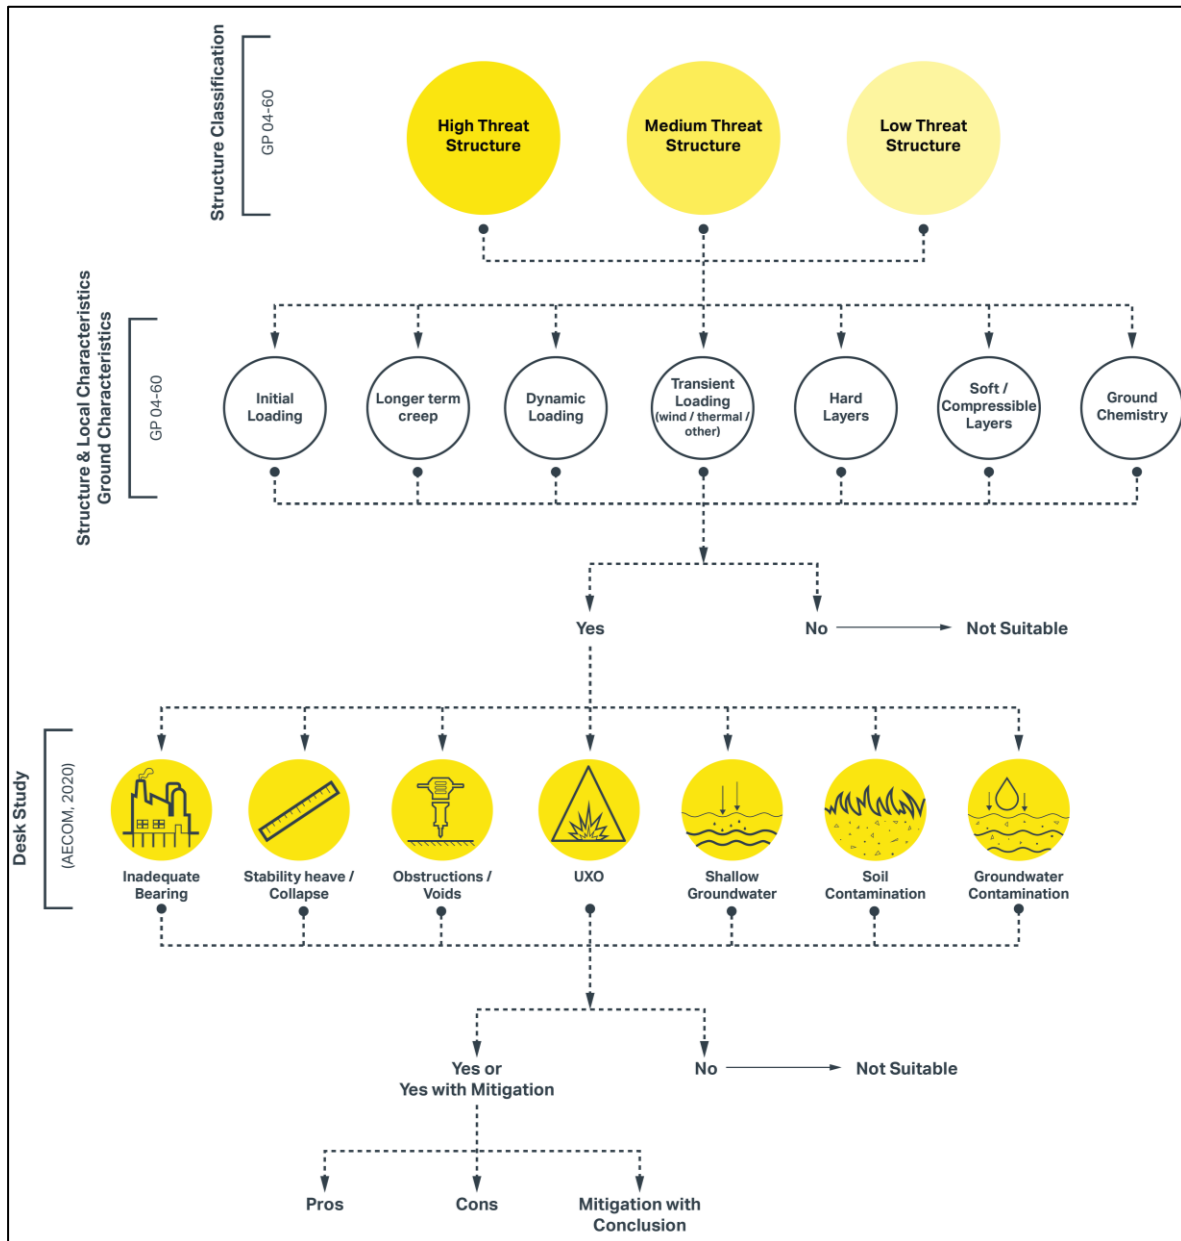 Structure Classification
GP 04-60
High Threat
Structure
Medium Threat
Structure
Low Threat
Structure
Structure & Local Characteristics
Ground Characteristics
GP 04-60
Initial
Loading
Longer term
creep
Dynamic
Loading
Transient
Loading
(wind / thermal /
other)
Hard
Layers
Soft /
Compressible
Layers
Ground
Chemistry
Yes
No
Not Suitable
Desk Study
(AECOM, 2020)
Inadequate
Bearing
Stability heave /
Collapse
Obstructions /
Voids
UXO
Shallow
Groundwater
Soil
Contamination
Groundwater
Contamination
Yes or
Yes with Mitigation
No
Not Suitable
Pros
Cons
Mitigation with
Conclusion